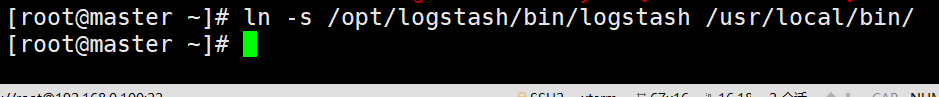 [root@master ~]# ln -s /opt/logstash/bin/logstash /usr/local/bin/
[root@master ~]#